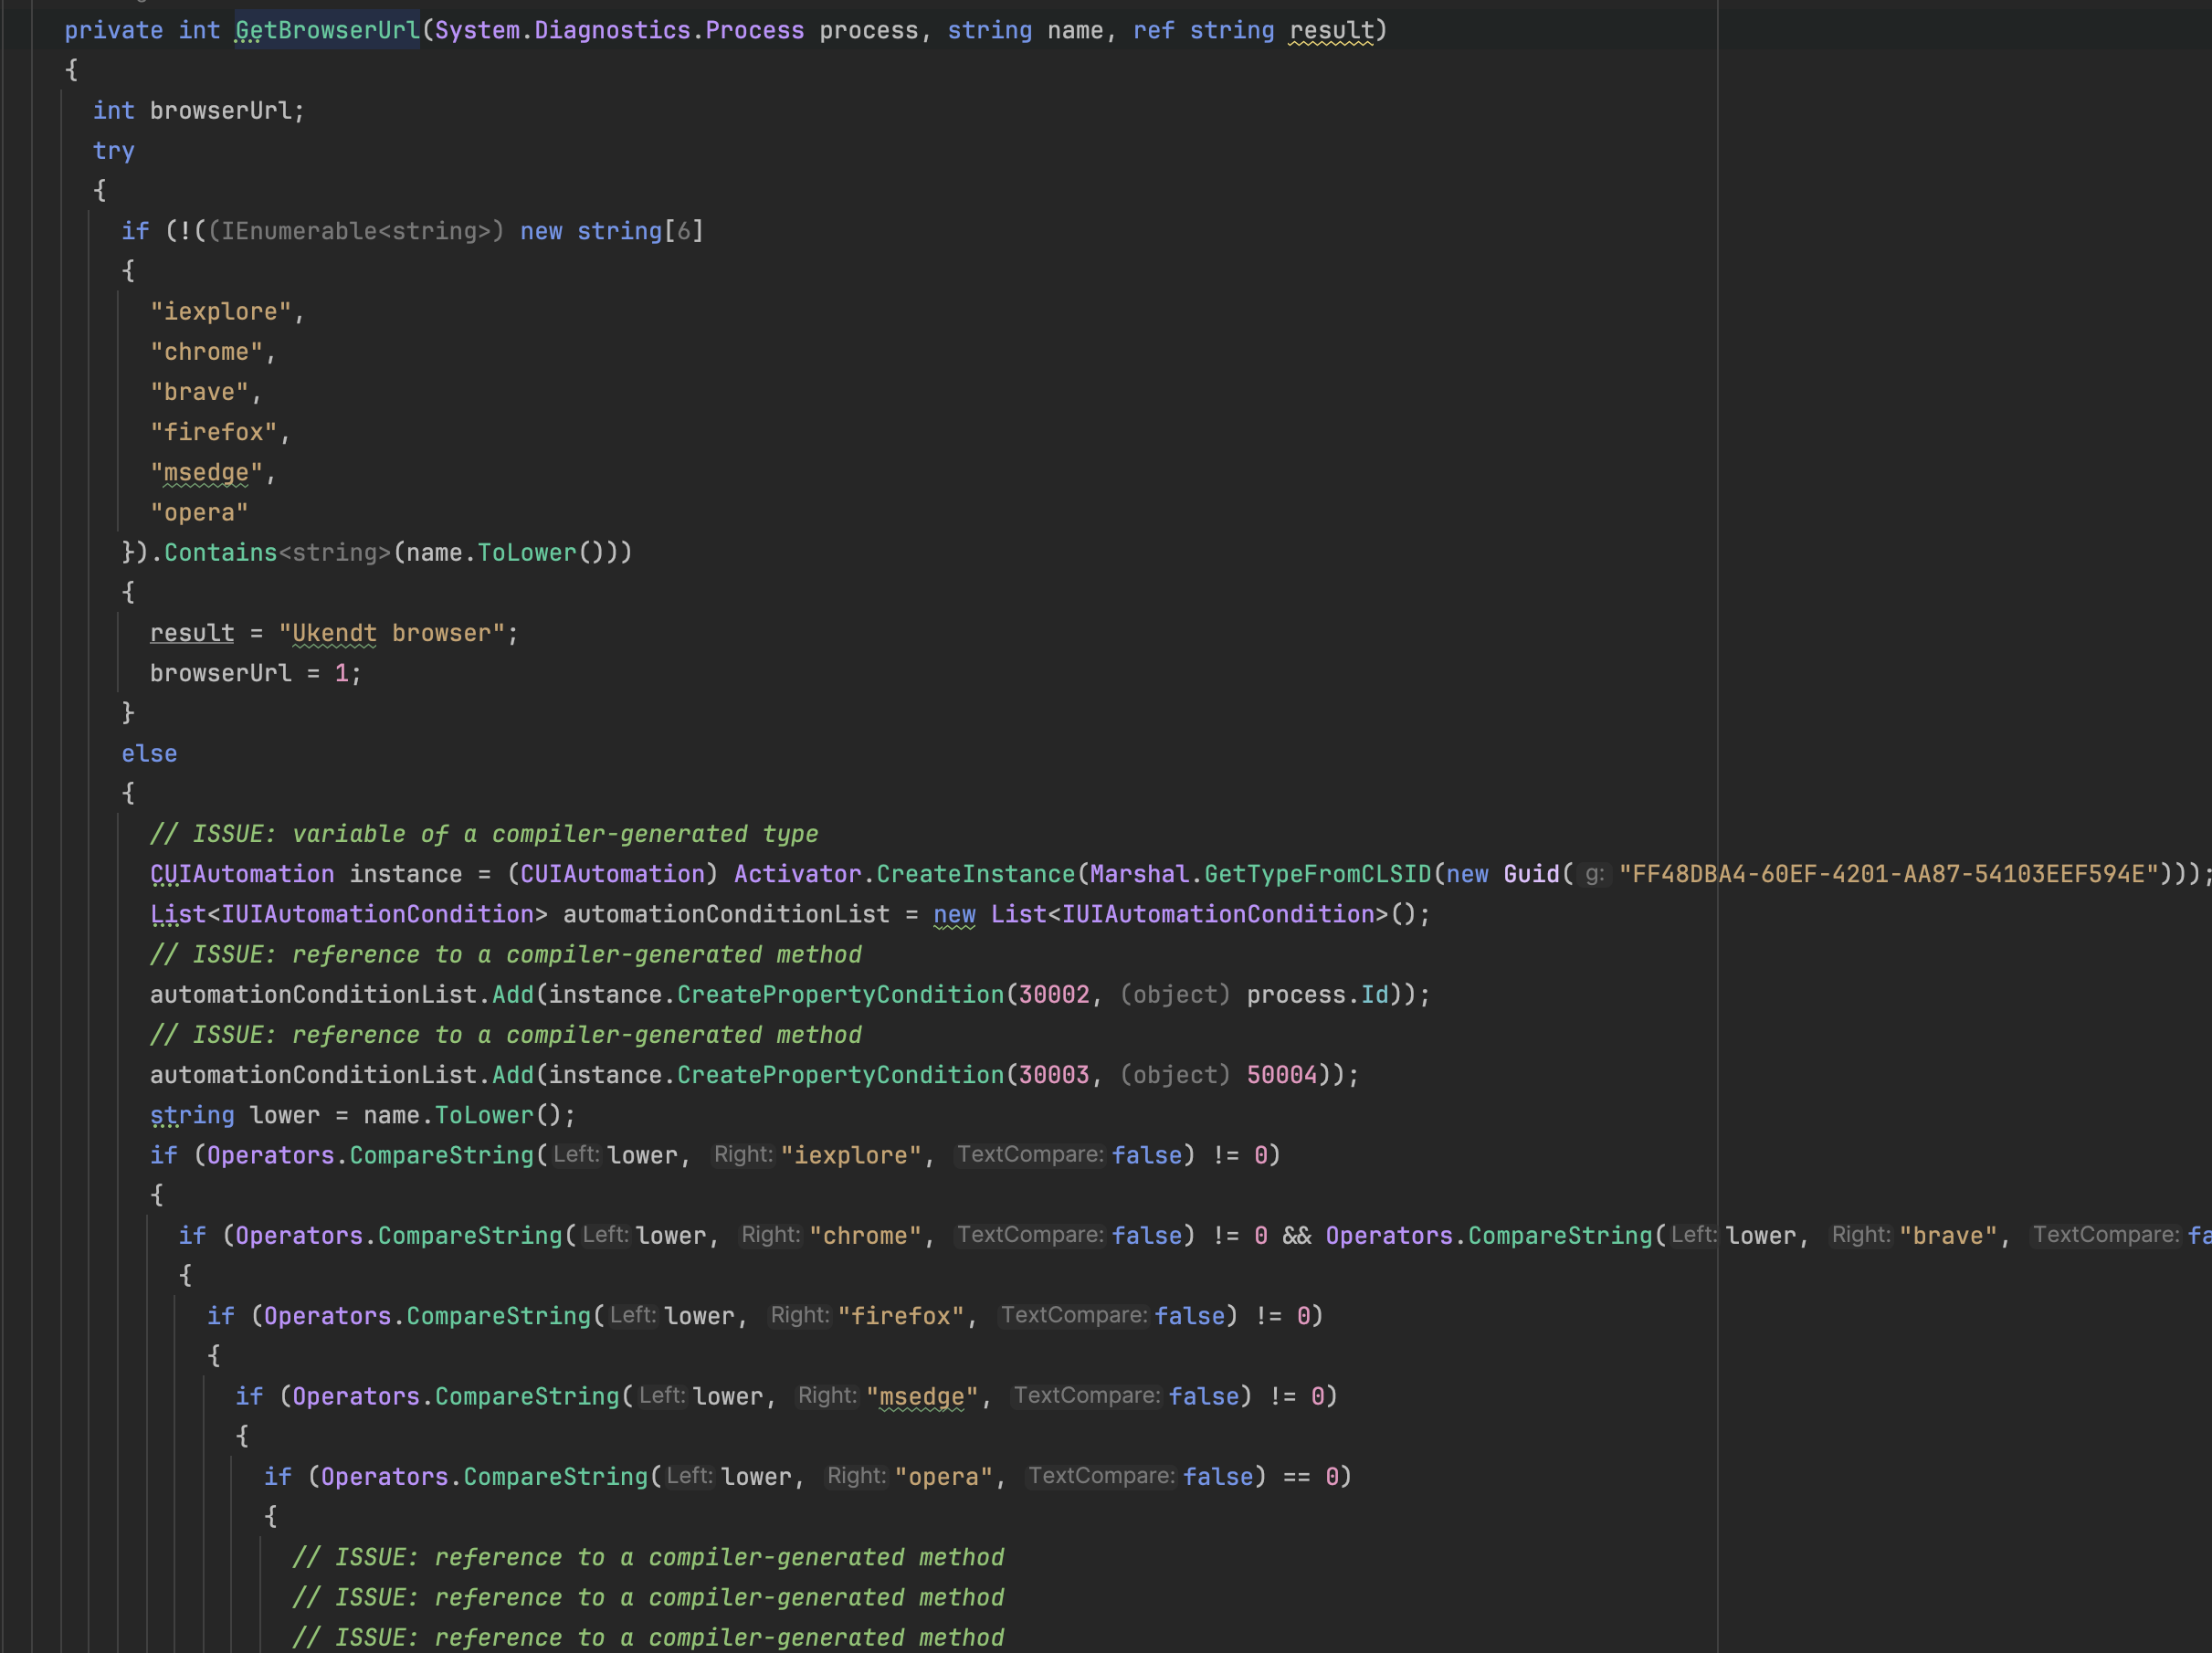 private int GetBrowserUrl(System.Diagnostics.Process process, string name, ref string result)
{
int browserUrl;
try
{
if (!((IEnumerable<string>) new string[6]
{
"iexplore",
"chrome",
"brave",
"firefox",
"msedge",
"opera"
}).Contains<string>(name.ToLower()))
{
result = "Ukendt browser";
browserUrl = 1;
}
else
{
// ISSUE: variable of a compiler-generated type
CUIAutomation instance = (CUIAutomation) Activator.CreateInstance(Marshal.GetTypeFromCLSID(new Guid( g: "FF48DBA4-60EF-4201-AA87-54103EEF594E")));
List<IUIAutomationCondition> automationConditionList = new List<IUIAutomationCondition>();
// ISSUE: reference to a compiler-generated method
automationConditionList.Add(instance.CreatePropertyCondition(30002, (object) process.Id));
// ISSUE: reference to a compiler-generated method
automationConditionList.Add(instance.CreatePropertyCondition(30003, (object) 50004));
string lower = name.ToLower();
if (Operators.CompareString( Left: lower, Right: "iexplore", TextCompare: false) != 0)
{
if (Operators.CompareString( Left: lower, Right: "chrome", TextCompare: false) != 0 && Operators.CompareString( Left: lower, Right: "brave", TextCompare: fa
{
if (Operators.CompareString( Left: lower, Right: "firefox", TextCompare: false) != 0)
{
if (Operators.CompareString( Left: lower, Right: "msedge", TextCompare: false) != 0)
{
if (Operators.CompareString( Left: lower, Right: "opera", TextCompare: false) == 0)
{
// ISSUE: reference to a compiler-generated method
// ISSUE: reference to a compiler-generated method
// ISSUE: reference to a compiler-generated method